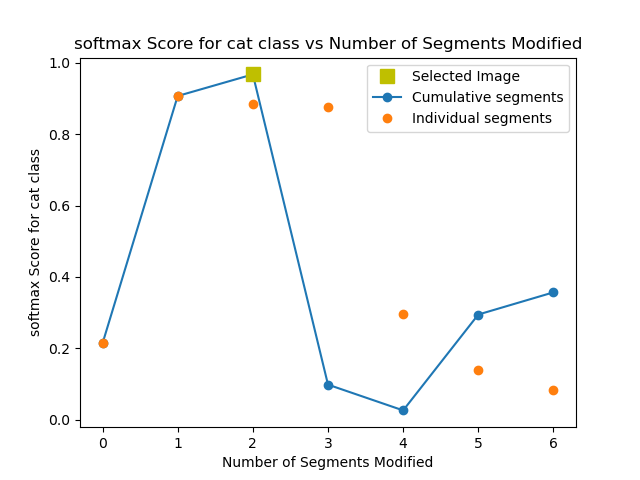 softmax Score for cat class vs Number of Segments Modified
Selected Image
Cumulative segments
Individual segments
softmax Score for cat class
1.0
0.8
0.6
0.4
0.2
0.0
0 1 2 3 4 5 6
Number of Segments Modified